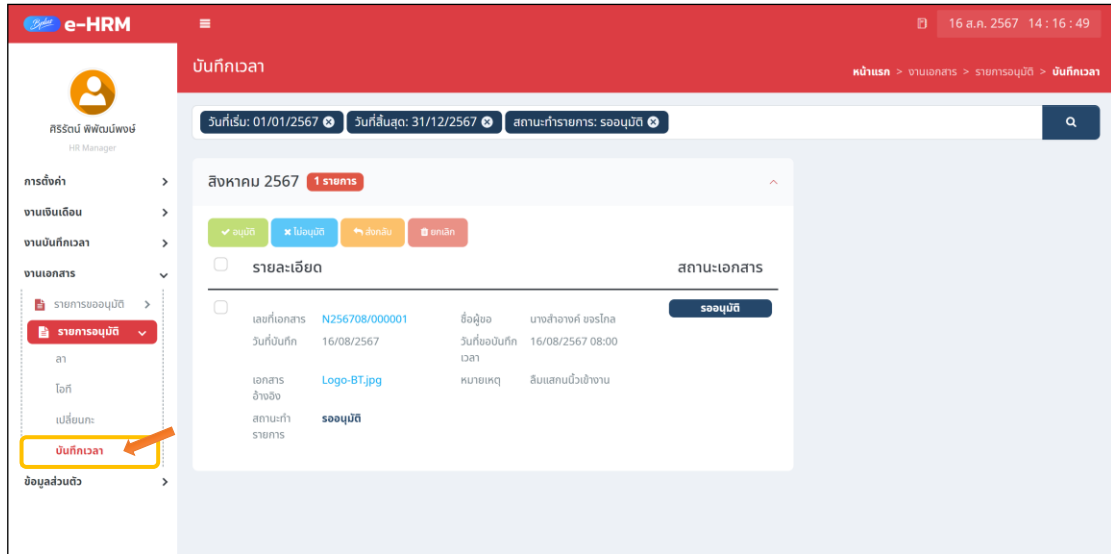 Bplus e-HRM
16 ส.ค. 2567 14 : 16 : 49
บันทึกเวลา
หน้าแรก > งานเอกสาร > รายการอนุมัติ > บันทึกเวลา
ศิริรัตน์ พิพัฒน์พงษ์
HR Manager
การตั้งค่า
งานเงินเดือน
งานบันทึกเวลา
งานเอกสาร
รายการขออนุมัติ
รายการอนุมัติ
ลา
โอที
เปลี่ยนกะ
บันทึกเวลา
ข้อมูลส่วนตัว
วันที่เริ่ม: 01/01/2567 วันที่สิ้นสุด: 31/12/2567 สถานะทำรายการ: รออนุมัติ
สิงหาคม 2567 1 รายการ
อนุมัติ ไม่อนุมัติ ส่งกลับ ยกเลิก
รายละเอียด สถานะเอกสาร
รออนุมัติ
เลขที่เอกสาร N256708/000001 ชื่อผู้ขอ นางสำอางค์ ขจรไกล
วันที่บันทึก 16/08/2567 วันที่ขอบันทึก 16/08/2567 08:00
เวลา
เอกสาร Logo-BT.jpg หมายเหตุ ลืมแสกนนิ้วเข้างาน
อ้างอิง
สถานะทำ รออนุมัติ
รายการ